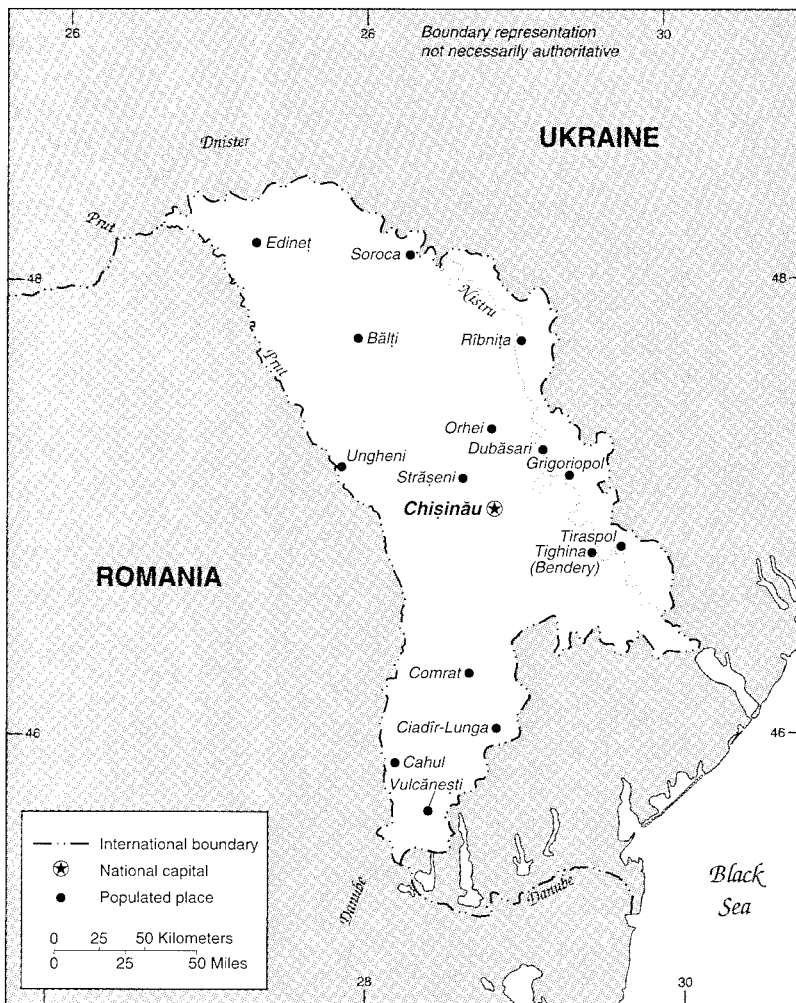 26
26
30
Boundary representation
not necessarily authoritative
UKRAINE
Dnister
Prut
Edineț
Soroca
48
48
Nistru
Bălți
Rîbnița
Prut
Orhei
Dubăsari
Ungheni
Grigoriopol
Strășeni
Chișinău
Tiraspol
Tighina
(Bendery)
ROMANIA
Comrat
Ciadîr-Lunga
46
46
Cahul
Vulcănești
International boundary
National capital
Populated place
0 25 50 Kilometers
0 25 50 Miles
Danube
Danube
Black
Sea
28
30